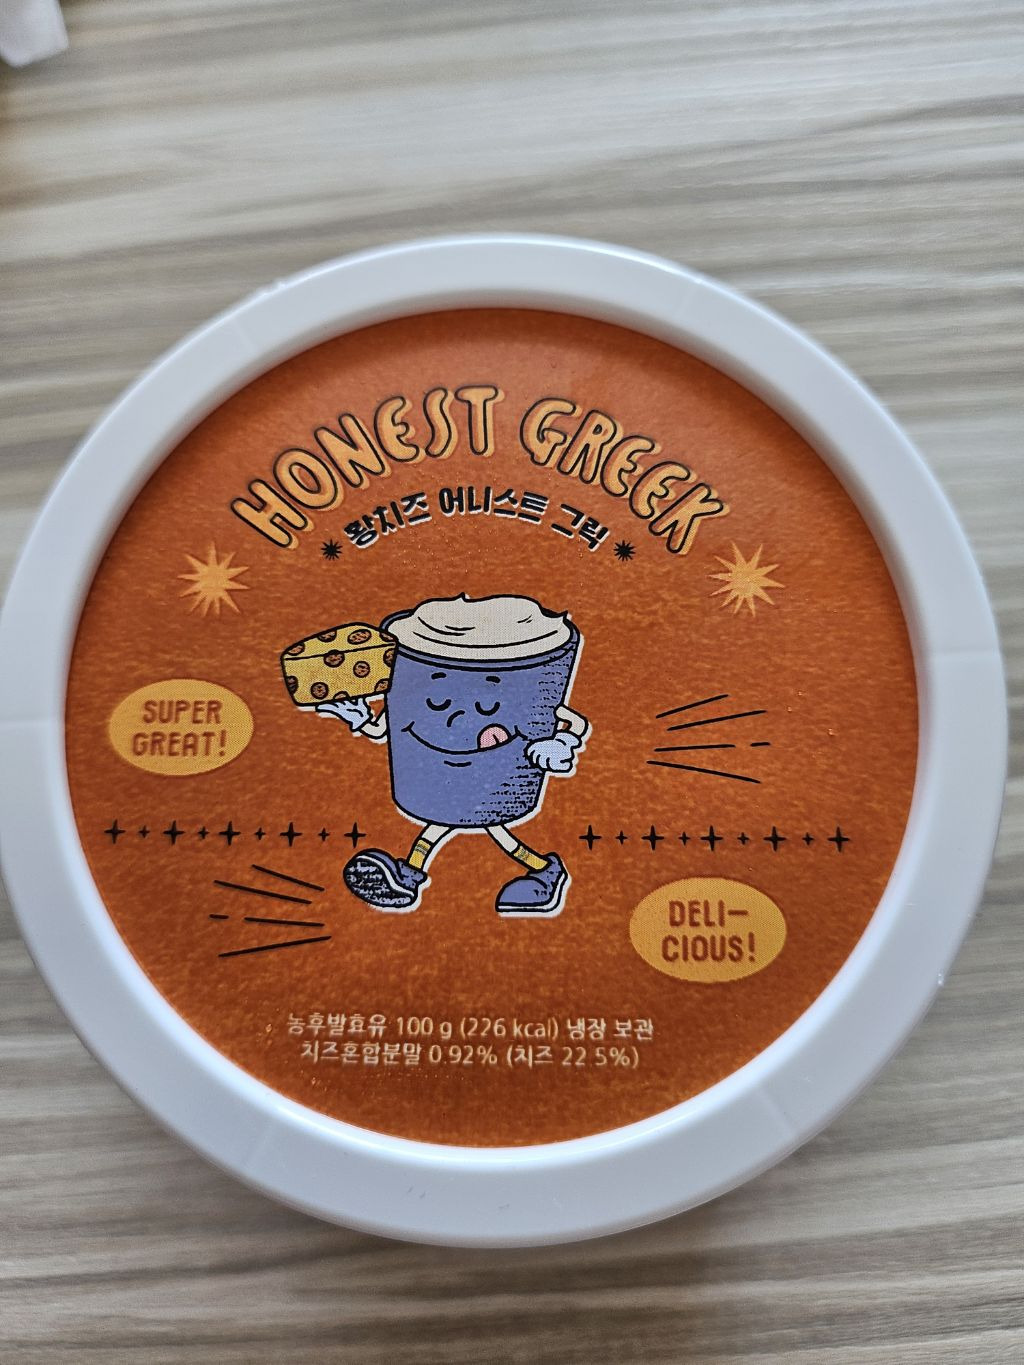 HONEST GREEK
황치즈 어니스트 그릭
SUPER
GREAT!
DELI-
CIOUS!
농후발효유 100 g (226 kcal) 냉장 보관
치즈혼합분말 0.92% (치즈 22.5%)